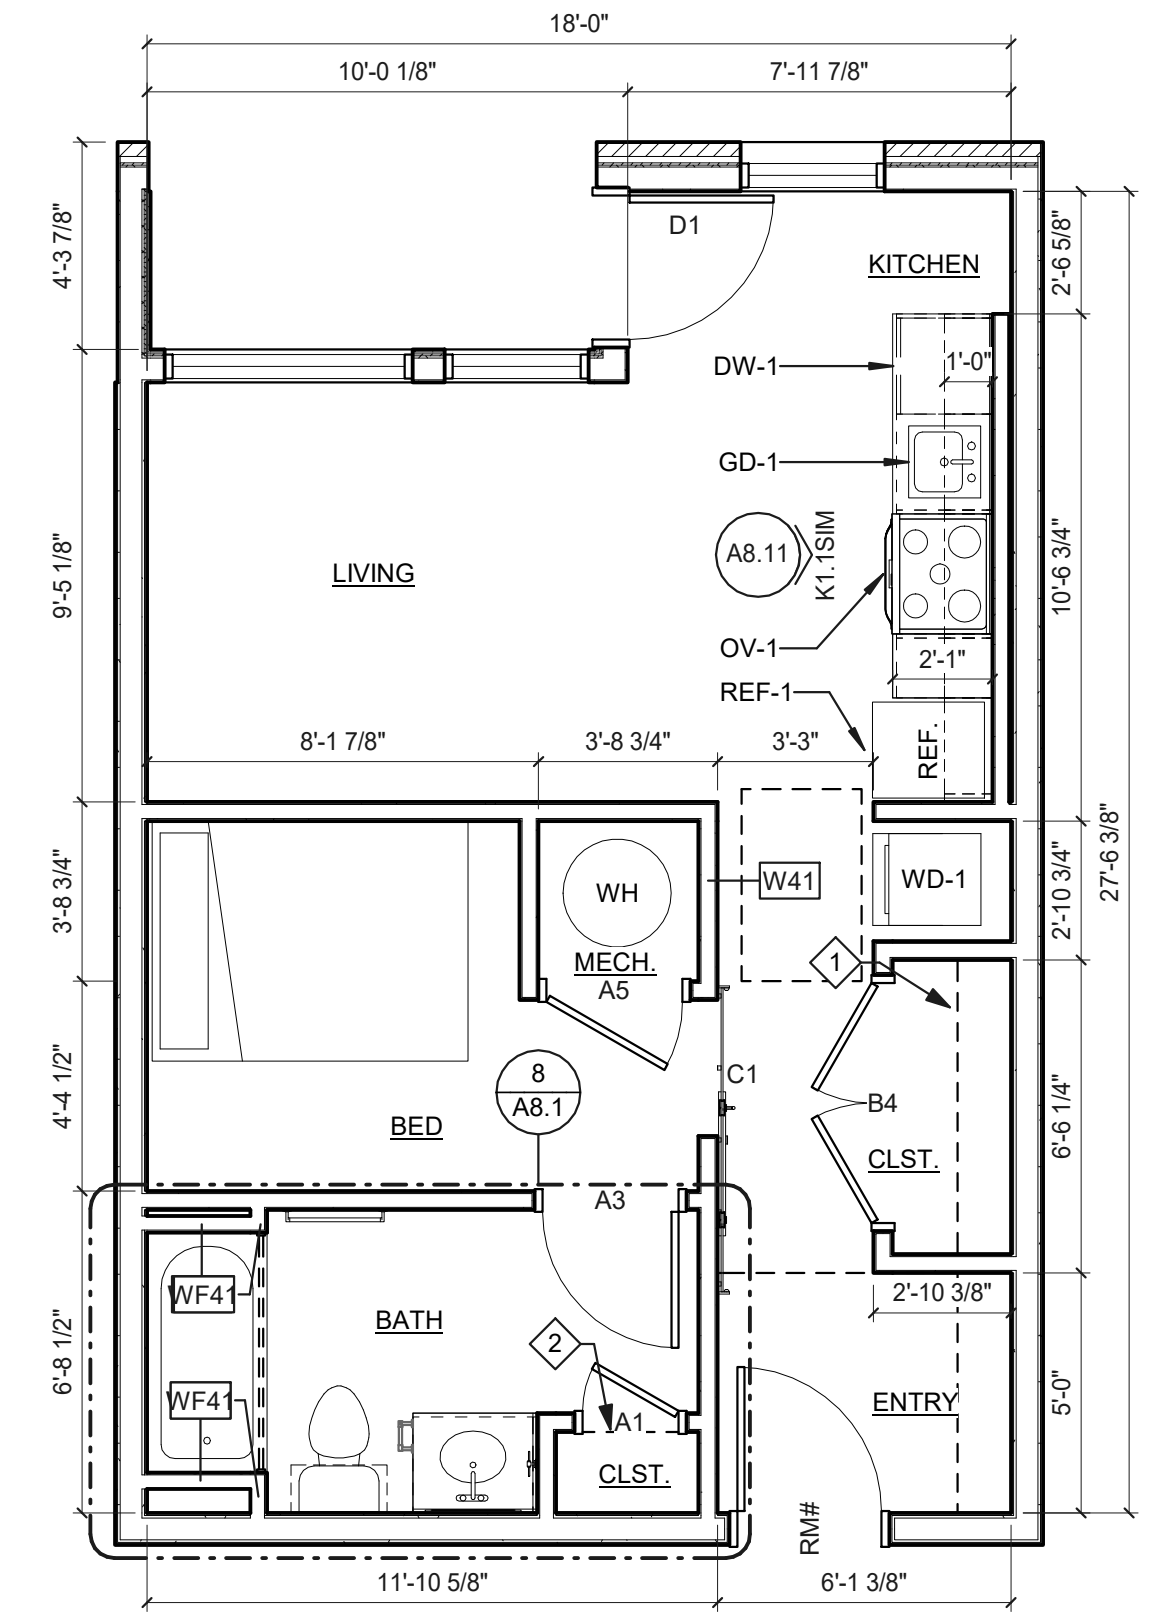 18'-0"
10'-0 1/8"
7'-11 7/8"
4'-3 7/8"
D1
2'-6 5/8"
KITCHEN
DW-1
1'-0"
GD-1
A8.11
K1.1SIM
9'-5 1/8"
LIVING
10'-6 3/4"
OV-1
2'-1"
REF-1
REF.
8'-1 7/8"
3'-8 3/4"
3'-3"
27'-6 3/8"
3'-8 3/4"
WH
W41
WD-1
2'-10 3/4"
MECH.
A5
1
4'-4 1/2"
8
A8.1
C1
B4
BED
CLST.
6'-6 1/4"
A3
WF41
2'-10 3/8"
BATH
2
6'-8 1/2"
WF41
A1
ENTRY
5'-0"
CLST.
RM#
11'-10 5/8"
6'-1 3/8"